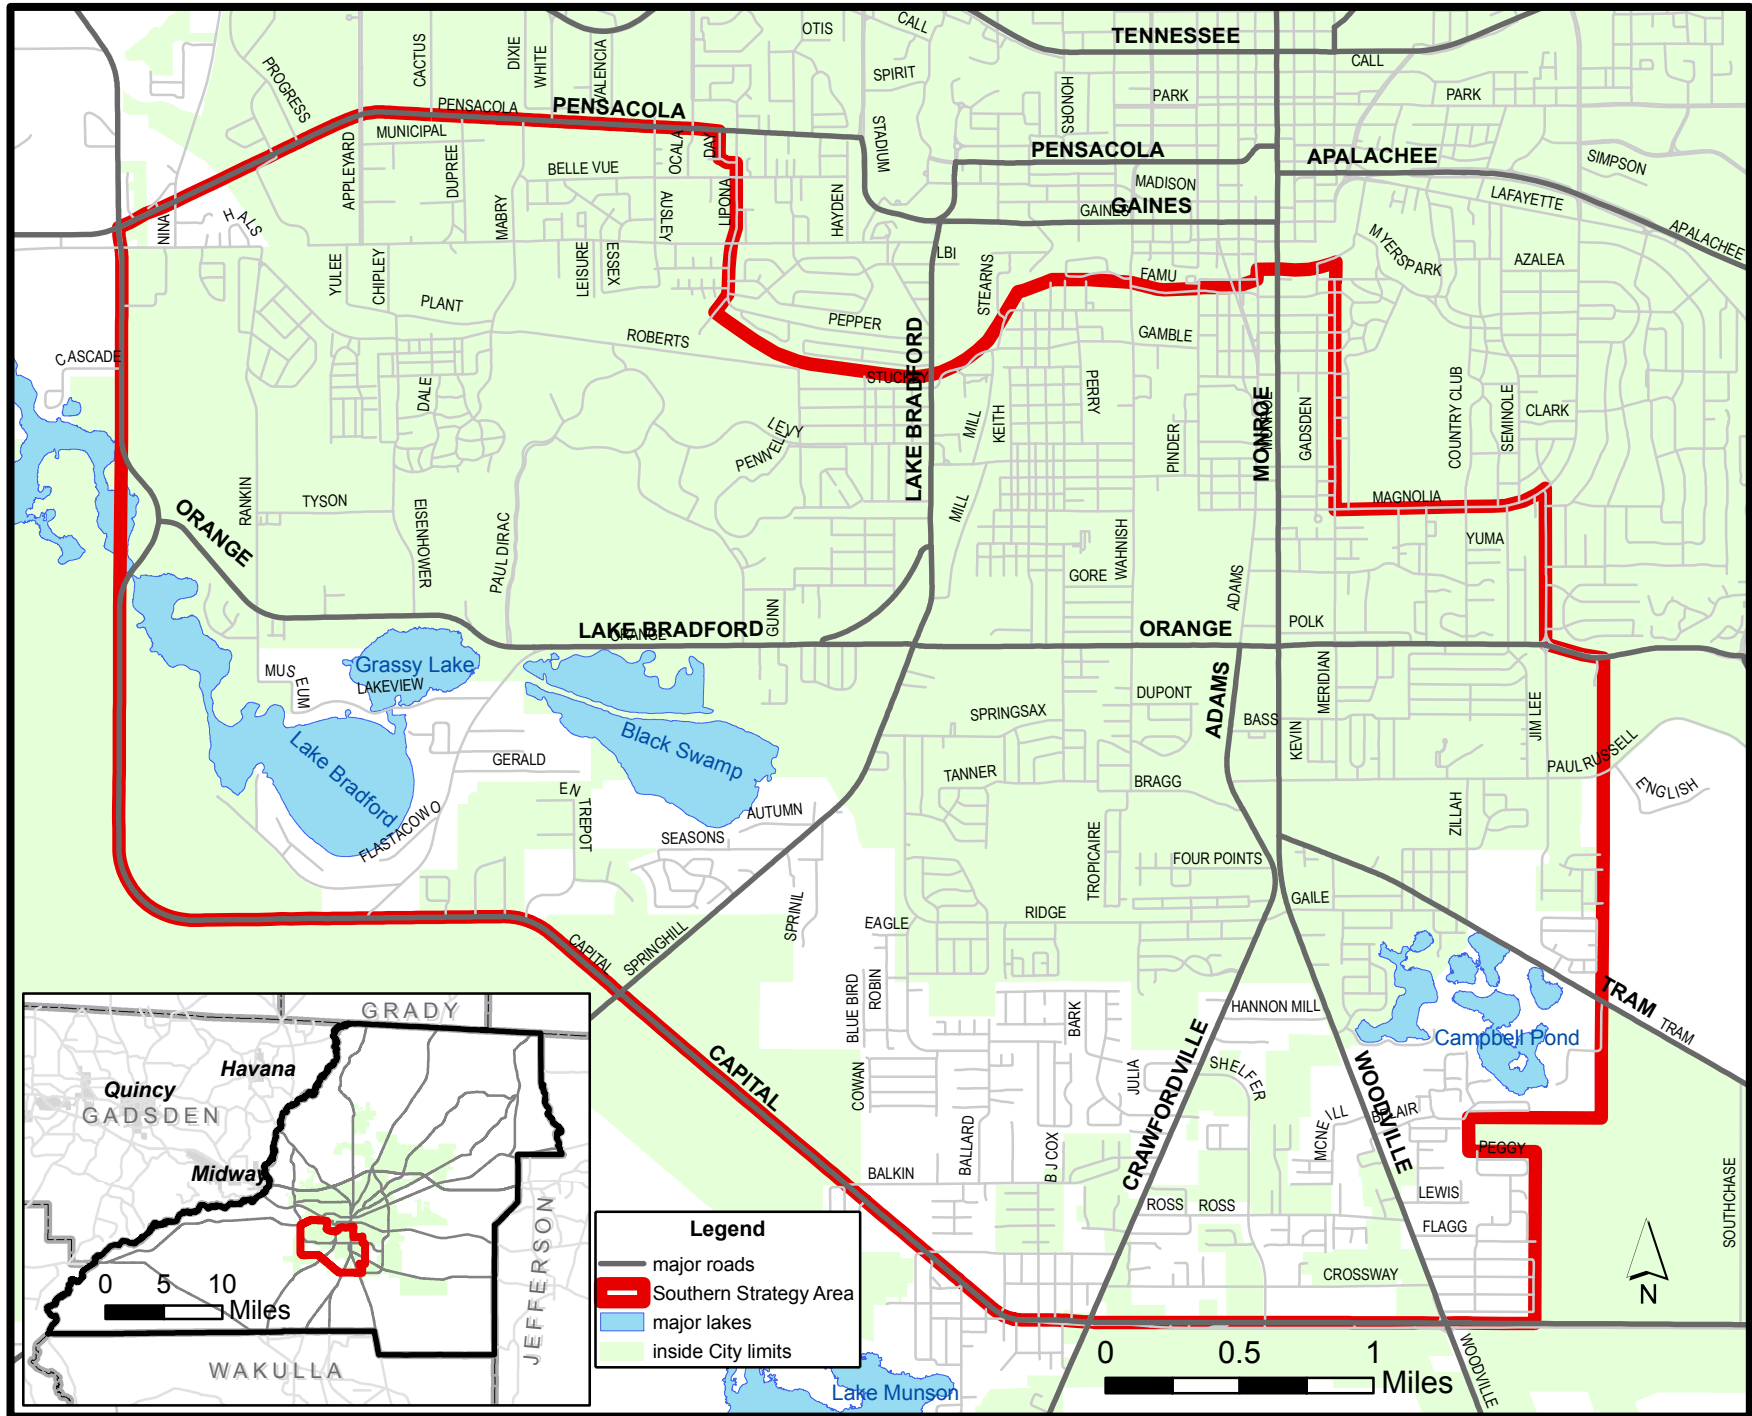 TENNESSEE
OTIS
CALL
CALL
SPIRIT
HONORS
PARK
PARK
PROGRESS
CACTUS
DIXIE
WHITE
VALENCIA
PENSACOLA
PENSACOLA
MUNICIPAL
APPLEYARD
DUPREE
BELLE VUE
OCALA
DAY
STADIUM
PENSACOLA
APALACHEE
SIMPSON
MADISON
GAINES
GAINES
LAFAYETTE
APALACHEE
NINA
HALS
MABRY
AUSLEY
LIPONA
HAYDEN
LBI
STEARNS
FAMU
MYERSPARK
AZALEA
YULEE
CHIPLEY
LEISURE
ESSEX
PLANT
ROBERTS
PEPPER
GAMBLE
CASCADE
DALE
STUCKEY
LAKE BRADFORD
PERRY
MONROE
MONROE
GADSDEN
COUNTRY CLUB
SEMINOLE
CLARK
LEVY
PENNELL
MILL
KEITH
PINDER
MAGNOLIA
RANKIN
TYSON
ORANGE
EISENHOWER
PAUL DIRAC
MILL
WAHNISH
GORE
YUMA
ADAMS
GUNN
LAKE BRADFORD
ORANGE
ORANGE
POLK
MUSEUM
Grassy Lake
LAKEVIEW
Lake Bradford
Black Swamp
GERALD
FLASTACOWO
ENTREPOT
SEASONS
AUTUMN
SPRINGSAX
DUPONT
ADAMS
BASS
MERIDIAN
KEVIN
JIM LEE
PAUL RUSSELL
ENGLISH
TANNER
BRAGG
TROPICAIRE
FOUR POINTS
ZILLAH
GAILE
SPRINIL
EAGLE
RIDGE
CAPITAL
SPRINGHILL
BLUE BIRD
ROBIN
BARK
HANNON MILL
TRAM
TRAM
Campbell Pond
CAPITAL
COWAN
JULIA
SHELFER
CRAWFORDVILLE
WOODVILLE
MCNEILL
BLAIR
PEGGY
BALLARD
B J COX
BALKIN
ROSS
ROSS
LEWIS
FLAGG
SOUTHCHASE
CROSSWAY
WOODVILLE
Lake Munson
N
0 0.5 1
Miles
GRADY
Havana
Quincy
GADSDEN
Midway
JEFFERSON
WAKULLA
0 5 10
Miles
Legend
major roads
Southern Strategy Area
major lakes
inside City limits